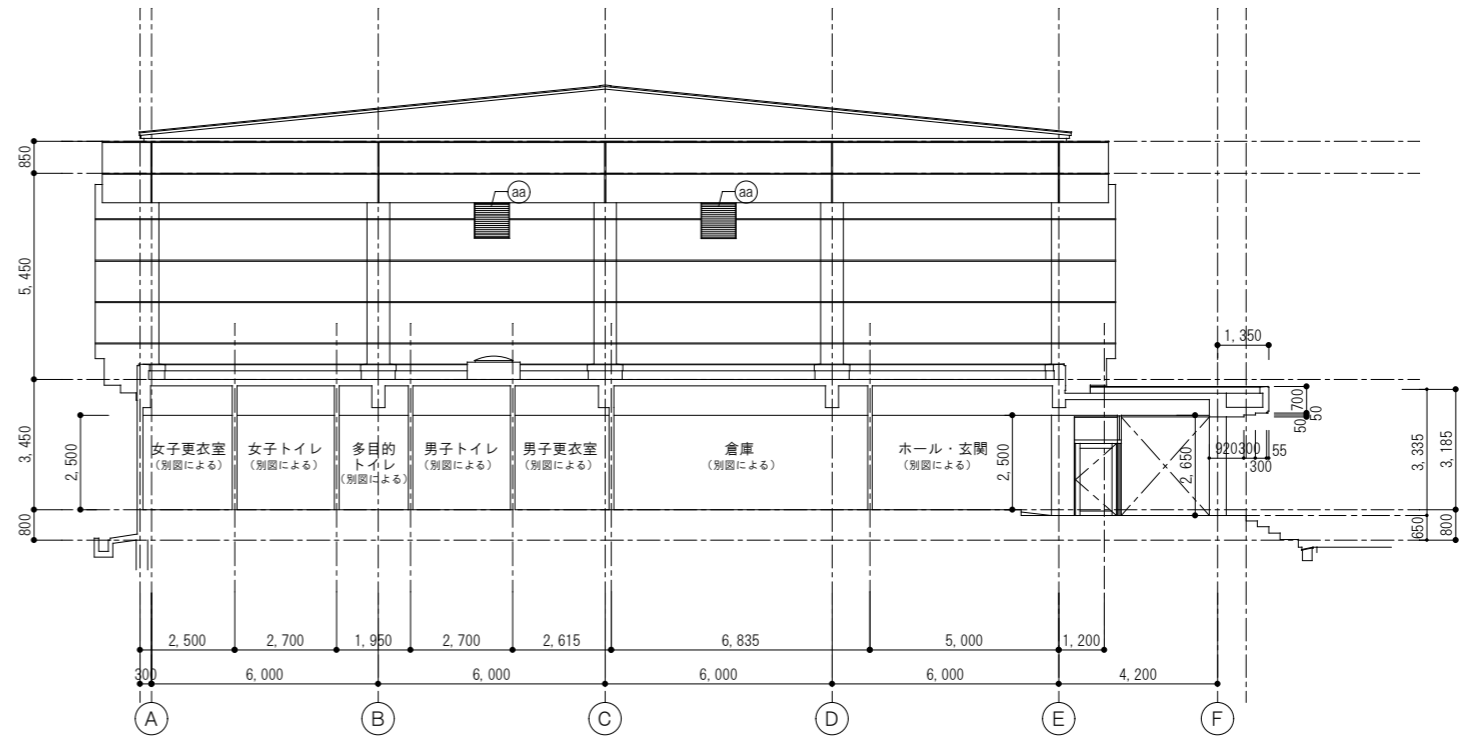 850
5,450
3,450
2,500
800
aa
aa
1,350
700
50
50
920
300
300
55
3,335
3,185
650
800
女子更衣室
(別図による)
女子トイレ
(別図による)
多目的
トイレ
(別図による)
男子トイレ
(別図による)
男子更衣室
(別図による)
倉庫
(別図による)
ホール・玄関
(別図による)
2,500
2,650
2,500
2,700
1,950
2,700
2,615
6,835
5,000
1,200
300
6,000
6,000
6,000
6,000
4,200
A
B
C
D
E
F